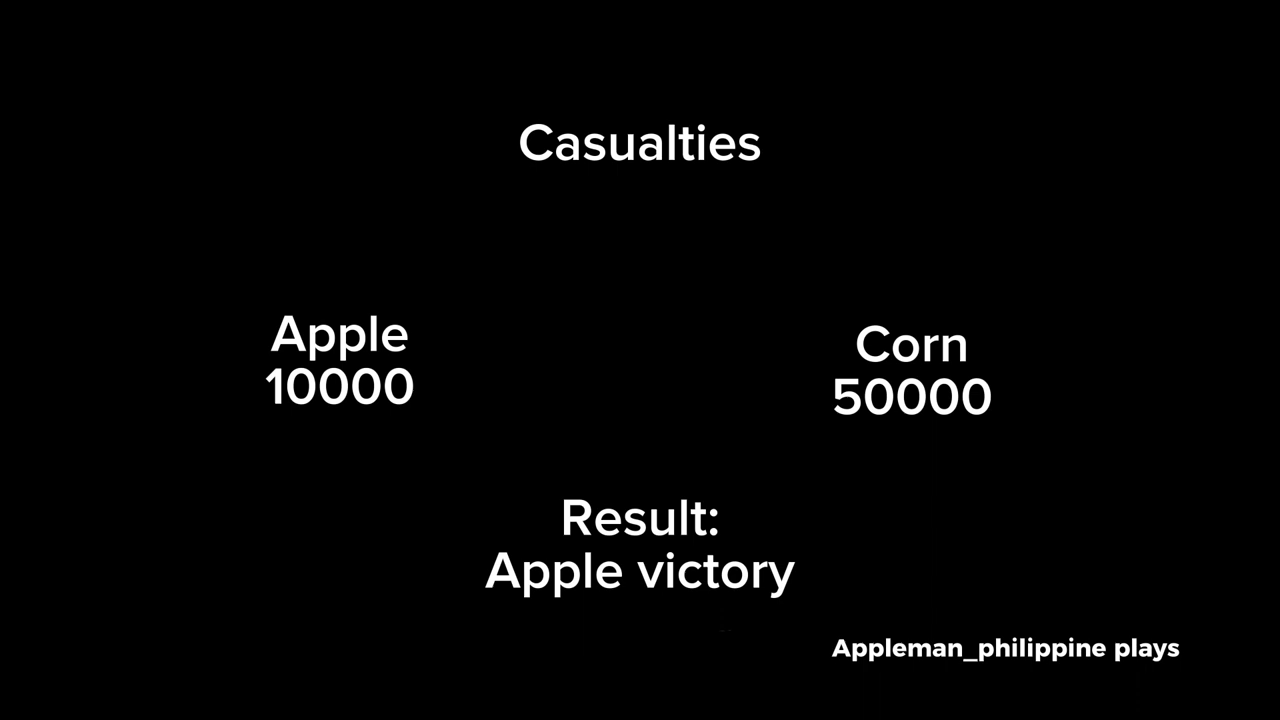 Casualties
Apple
10000
Corn
50000
Result:
Apple victory
Appleman_philippine plays